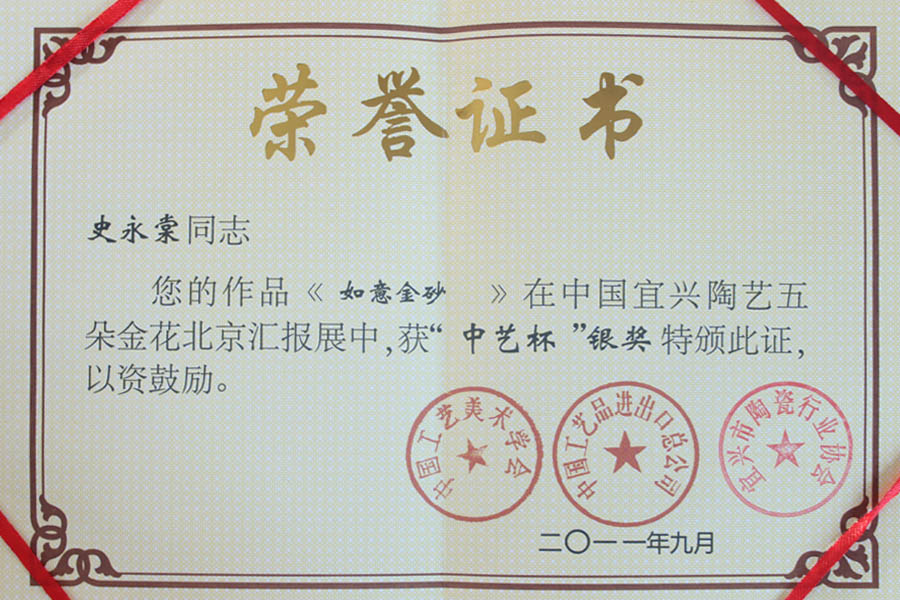 荣誉证书
史永棠同志
您的作品《 如意金砂 》在中国宜兴陶艺五
朵金花北京汇报展中,获“中艺杯”银奖特颁此证,
以资鼓励。
中国工艺美术学会
中国工艺品进出口总公司
宜兴市陶瓷行业协会
二〇一一年九月